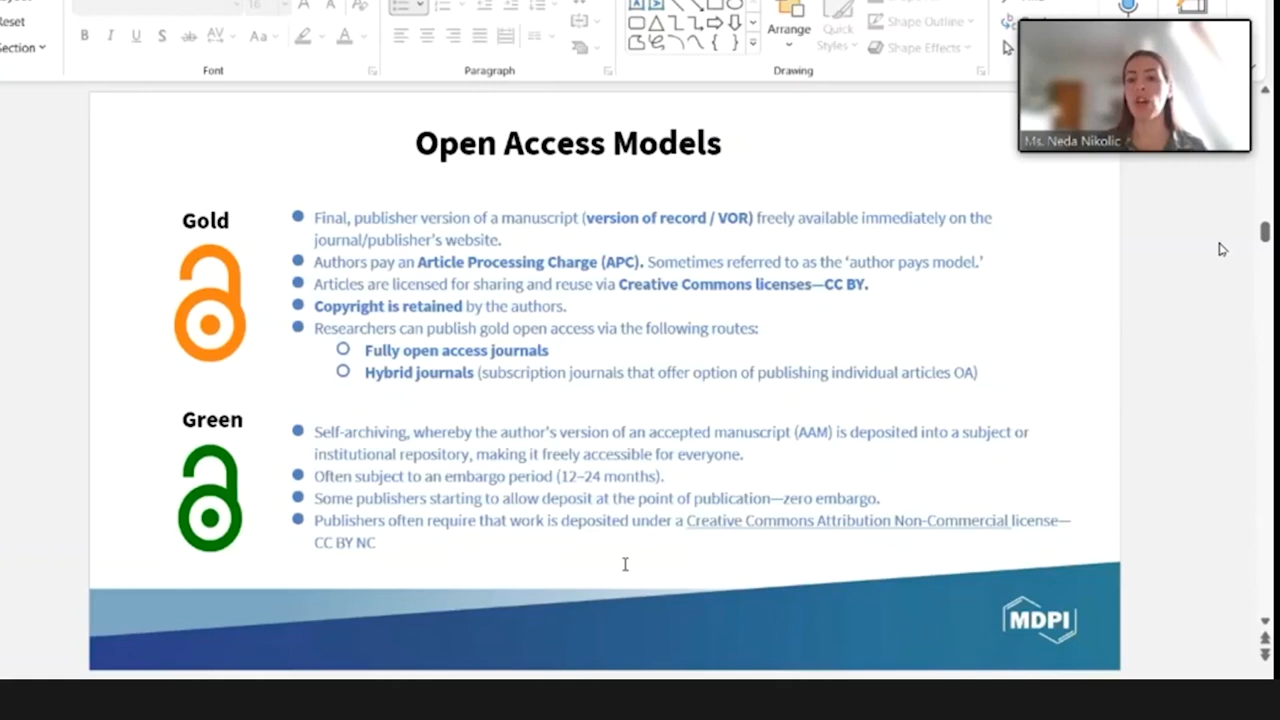 Reset
16
Section
B I U S ab AV Aa A
Font
Paragraph
Arrange
Quick
Styles
Shape Outline
Shape Effects
Drawing
Ms. Neda Nikolic
Open Access Models
Gold
Final, publisher version of a manuscript (version of record / VOR) freely available immediately on the
journal/publisher's website.
Authors pay an Article Processing Charge (APC). Sometimes referred to as the ‘author pays model.’
Articles are licensed for sharing and reuse via Creative Commons licenses—CC BY.
Copyright is retained by the authors.
Researchers can publish gold open access via the following routes:
Fully open access journals
Hybrid journals (subscription journals that offer option of publishing individual articles OA)
Green
Self-archiving, whereby the author's version of an accepted manuscript (AAM) is deposited into a subject or
institutional repository, making it freely accessible for everyone.
Often subject to an embargo period (12–24 months).
Some publishers starting to allow deposit at the point of publication—zero embargo.
Publishers often require that work is deposited under a Creative Commons Attribution Non-Commercial license—
CC BY NC
MDPI